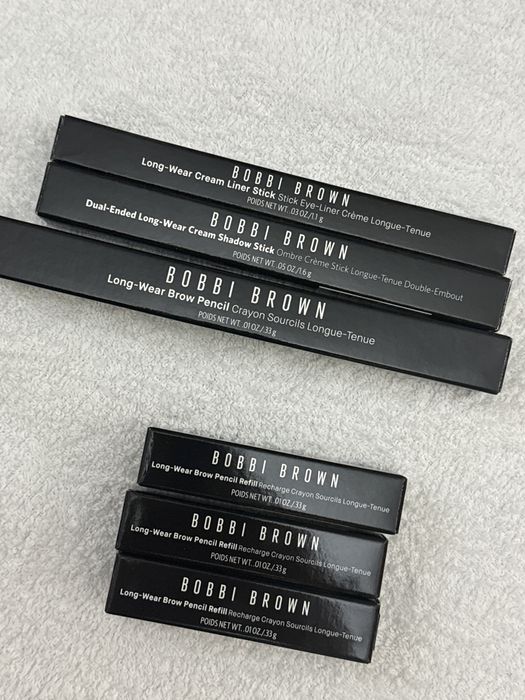 BOBBI BROWN
Long-Wear Cream Liner Stick Stick Eye-Liner Crème Longue-Tenue
POIDS NET WT. .03 OZ./1.1 g
BOBBI BROWN
Dual-Ended Long-Wear Cream Shadow Stick Ombre Crème Stick Longue-Tenue Double-Embout
POIDS NET WT. .05 OZ./1.6 g
BOBBI BROWN
Long-Wear Brow Pencil Crayon Sourcils Longue-Tenue
POIDS NET WT. .01 OZ./.33 g
BOBBI BROWN
Long-Wear Brow Pencil Refill Recharge Crayon Sourcils Longue-Tenue
POIDS NET WT. .01 OZ./.33 g
BOBBI BROWN
Long-Wear Brow Pencil Refill Recharge Crayon Sourcils Longue-Tenue
POIDS NET WT. .01 OZ./.33 g
BOBBI BROWN
Long-Wear Brow Pencil Refill Recharge Crayon Sourcils Longue-Tenue
POIDS NET WT. .01 OZ./.33 g